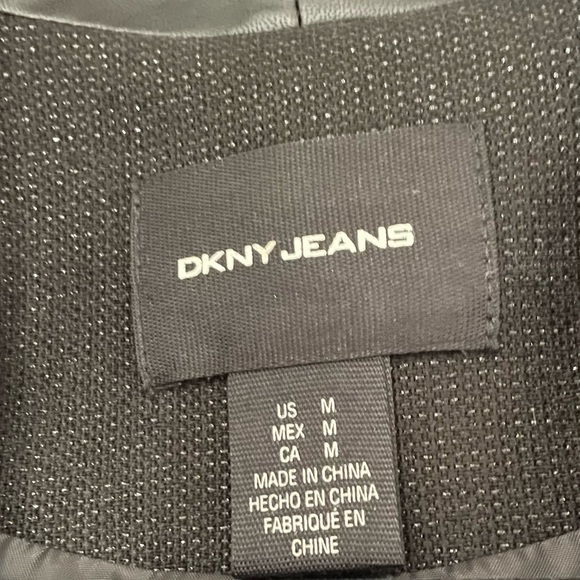 DKNY JEANS
US M
MEX M
CA M
MADE IN CHINA
HECHO EN CHINA
FABRIQUÉ EN
CHINE